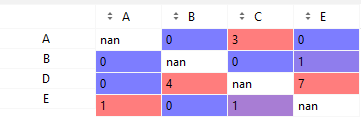 A B C E
A nan 0 3 0
B 0 nan 0 1
D 0 4 nan 7
E 1 0 1 nan